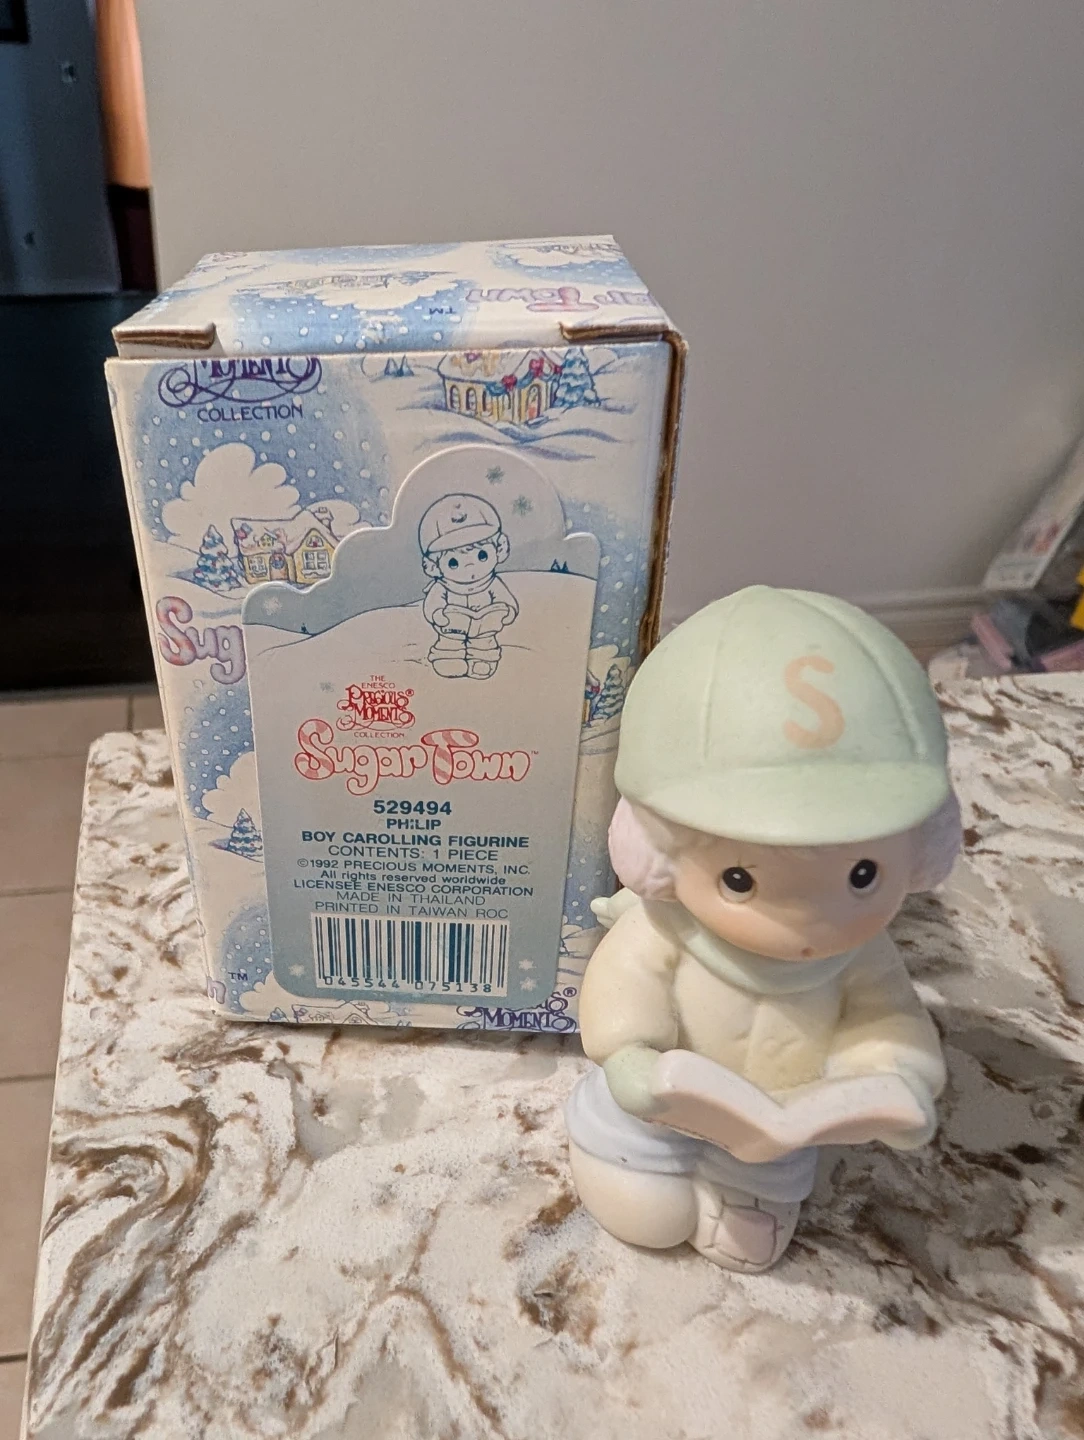 Town
TM
MOMENTS
COLLECTION
Sug
THE
ENESCO
PRECIOUS
MOMENTS®
COLLECTION
Sugar Town™
529494
PHILIP
BOY CAROLLING FIGURINE
CONTENTS: 1 PIECE
©1992 PRECIOUS MOMENTS, INC.
All rights reserved worldwide
LICENSEE ENESCO CORPORATION
MADE IN THAILAND
PRINTED IN TAIWAN ROC
045544 075138
TM
MOMENTS
S